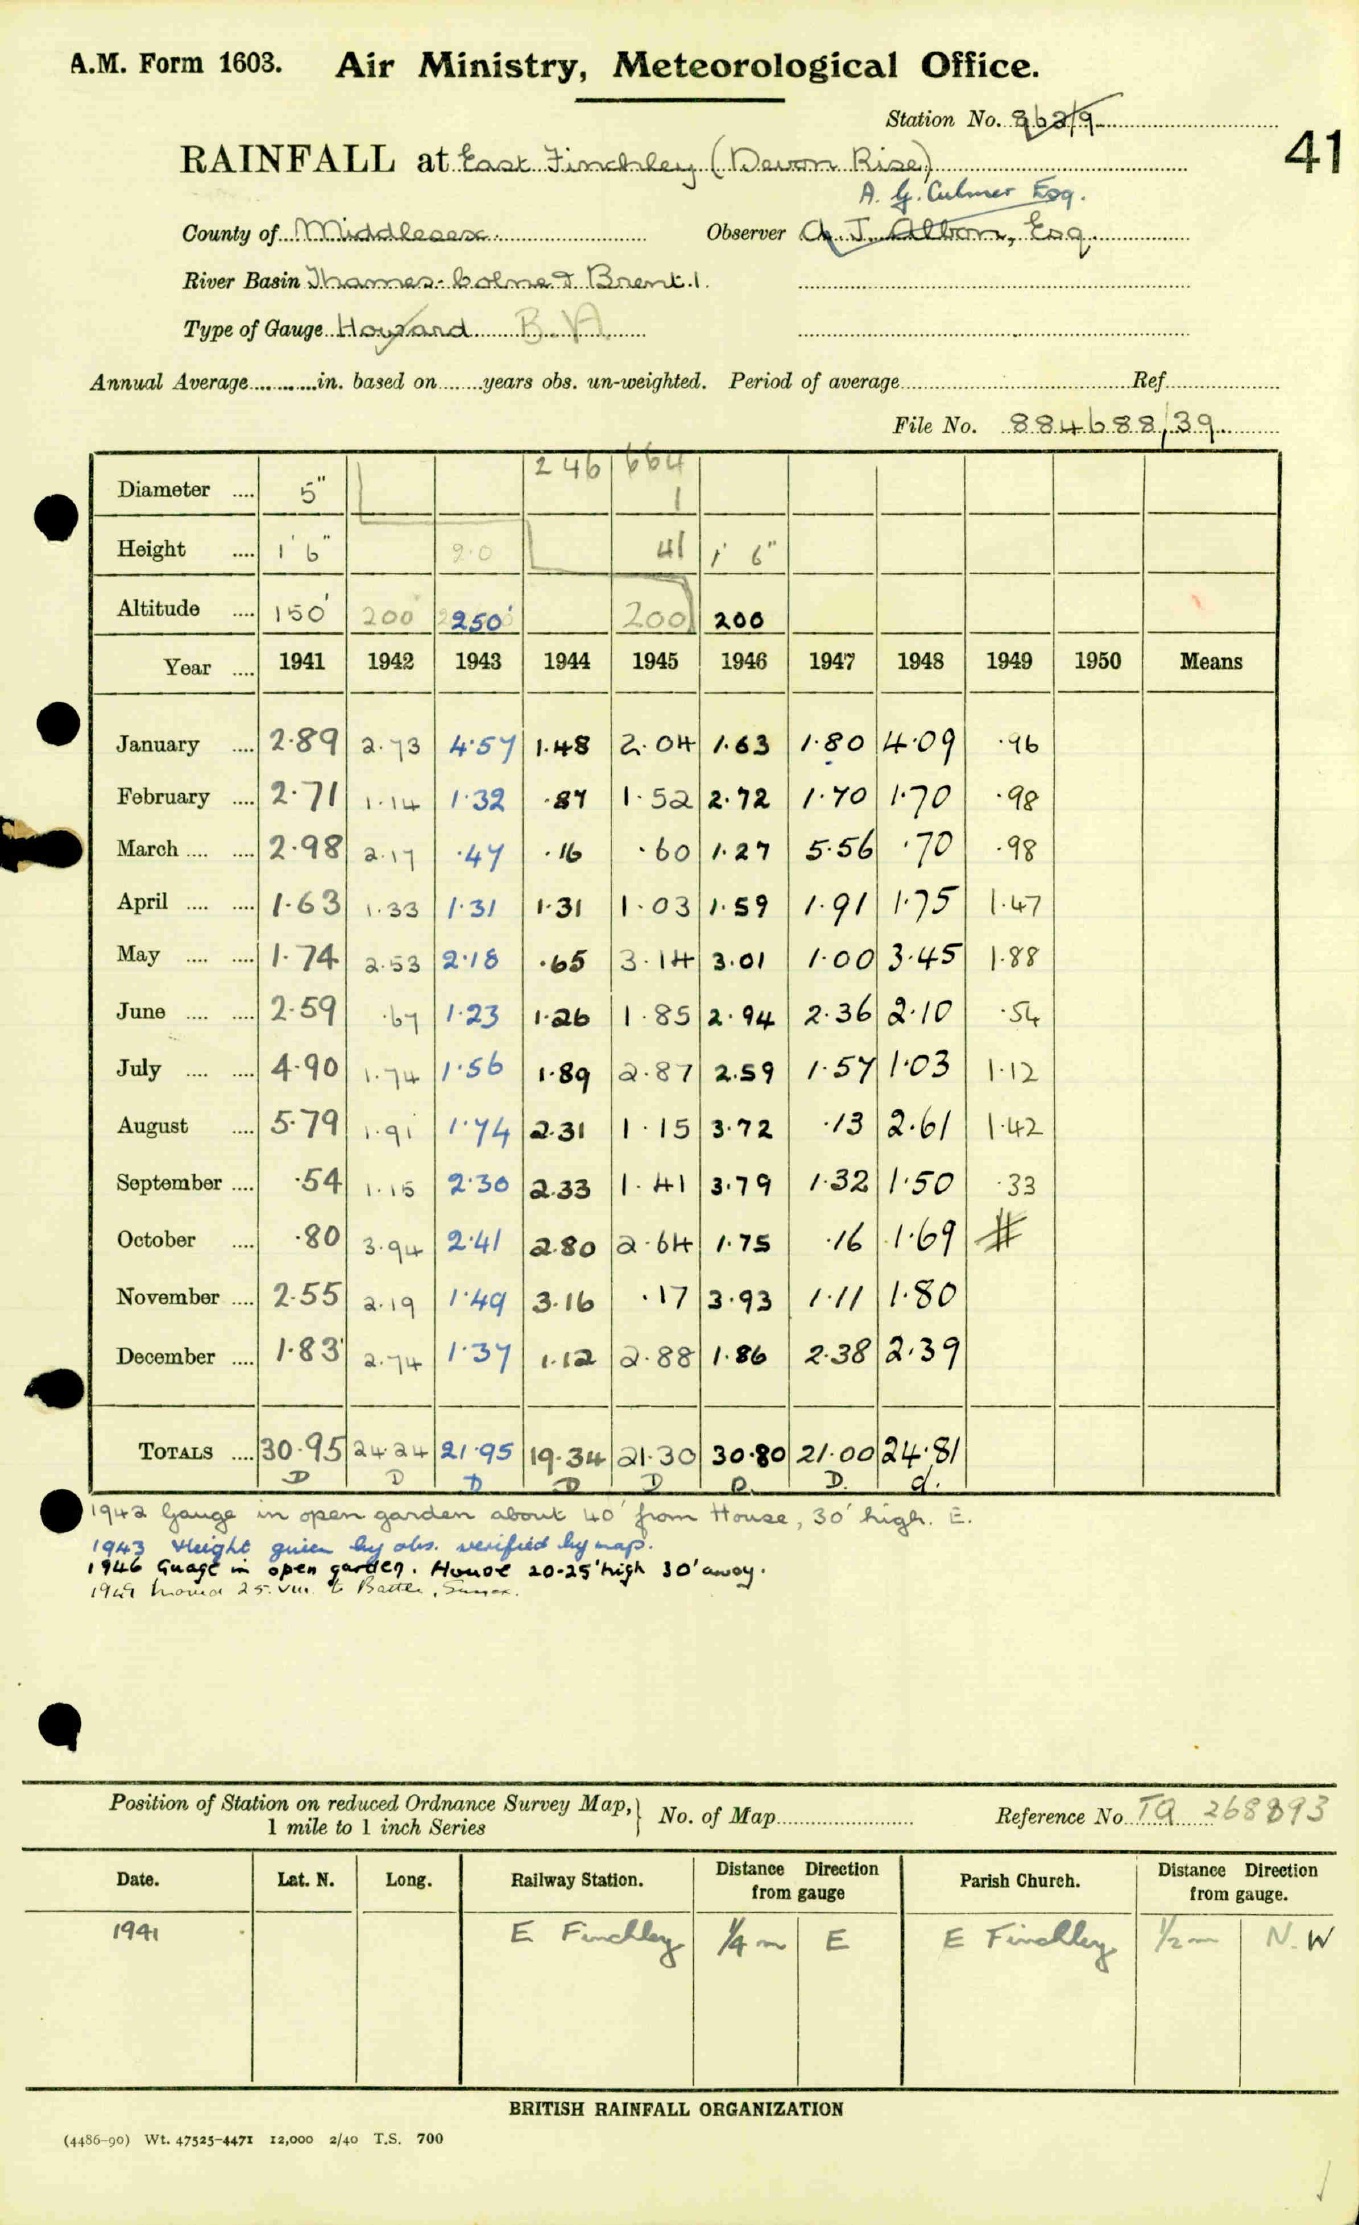 A.M. Form 1603. Air Ministry, Meteorological Office.
Station No.
41
RAINFALL at East Finchley (Devon Rise)
A. G. Culmer Esq.
County of Middlesex Observer A. J. Albon, Esq.
River Basin Thames-Colne & Brent. 1.
Type of Gauge Howard B.A
Annual Average in. based on years obs. un-weighted. Period of average Ref.
File No. 884688/39
246 664
Diameter .... 5" 1
Height .... 1' 6" 2.0 41 1' 6"
Altitude .... 150' 200' 250' 200 200
Year .... 1941 1942 1943 1944 1945 1946 1947 1948 1949 1950 Means
January .... 2.89 2.73 4.57 1.48 2.04 1.63 1.80 4.09 .96
February .... 2.71 1.14 1.32 .87 1.52 2.72 1.70 1.70 .98
March .... .... 2.98 2.17 .47 .16 .60 1.27 5.56 .70 .98
April .... .... 1.63 1.33 1.31 1.31 1.03 1.59 1.91 1.75 1.47
May .... .... 1.74 2.53 2.18 .65 3.14 3.01 1.00 3.45 1.88
June .... .... 2.59 .67 1.23 1.26 1.85 2.94 2.36 2.10 .54
July .... .... 4.90 1.74 1.56 1.89 2.87 2.59 1.57 1.03 1.12
August .... 5.79 1.91 1.74 2.31 1.15 3.72 .13 2.61 1.42
September .... .54 1.15 2.30 2.33 1.41 3.79 1.32 1.50 .33
October .... .80 3.94 2.41 2.80 2.64 1.75 .16 1.69 #
November .... 2.55 2.19 1.49 3.16 .17 3.93 1.11 1.80
December .... 1.83 2.74 1.37 1.12 2.88 1.86 2.38 2.39
TOTALS .... 30.95 24.24 21.95 19.34 21.30 30.80 21.00 24.81
D D D D D D. D. d.
1942 Gauge in open garden about 40' from House, 30' high. E.
1943 Height given by obs. verified by map.
1946 Guage in open garden. House 20-25' high 30' away.
1949 Moved 25.VIII. to Battle, Sussex.
Position of Station on reduced Ordnance Survey Map, } No. of Map Reference No. TQ 268893
1 mile to 1 inch Series
Date. Lat. N. Long. Railway Station. Distance Direction from gauge Parish Church. Distance Direction from gauge.
1941 E Finchley 1/4 m E E Finchley 1/2 m N.W
BRITISH RAINFALL ORGANIZATION
(4486-90) Wt. 47525-4471 12,000 2/40 T.S. 700